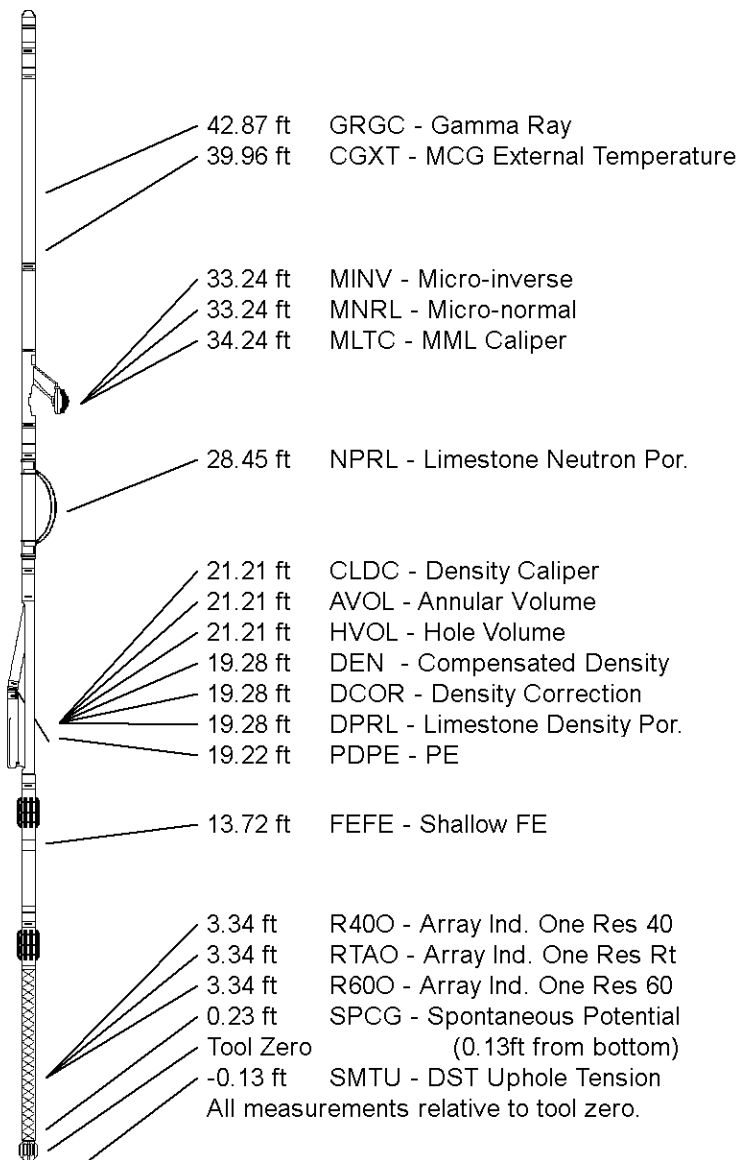 42.87 ft GRGC - Gamma Ray
39.96 ft CGXT - MCG External Temperature
33.24 ft MINV - Micro-inverse
33.24 ft MNRL - Micro-normal
34.24 ft MLTC - MML Caliper
28.45 ft NPRL - Limestone Neutron Por.
21.21 ft CLDC - Density Caliper
21.21 ft AVOL - Annular Volume
21.21 ft HVOL - Hole Volume
19.28 ft DEN - Compensated Density
19.28 ft DCOR - Density Correction
19.28 ft DPRL - Limestone Density Por.
19.22 ft PDPE - PE
13.72 ft FEFE - Shallow FE
3.34 ft R40O - Array Ind. One Res 40
3.34 ft RTAO - Array Ind. One Res Rt
3.34 ft R60O - Array Ind. One Res 60
0.23 ft SPCG - Spontaneous Potential
Tool Zero (0.13ft from bottom)
-0.13 ft SMTU - DST Uphole Tension
All measurements relative to tool zero.